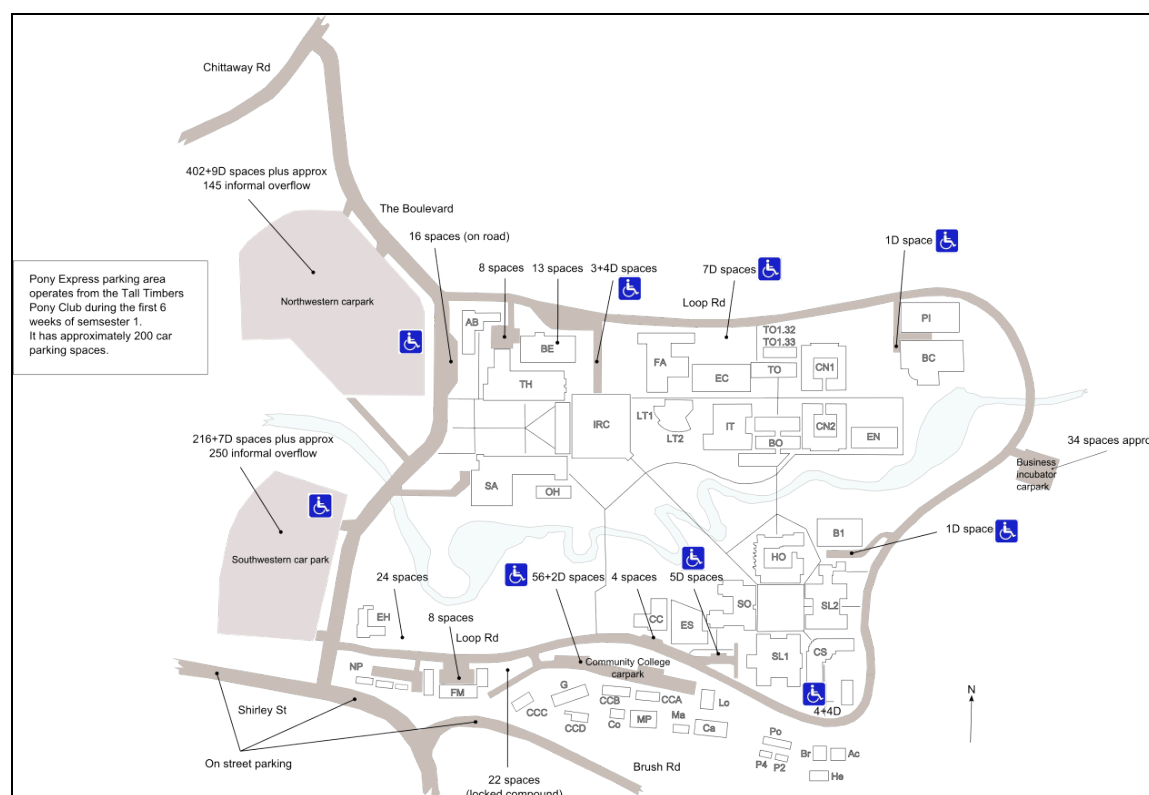 Chittaway Rd
402+9D spaces plus approx
145 informal overflow
The Boulevard
16 spaces (on road)
8 spaces
13 spaces
3+4D spaces
7D spaces
1D space
Loop Rd
Pony Express parking area
operates from the Tall Timbers
Pony Club during the first 6
weeks of semsester 1.
It has approximately 200 car
parking spaces.
Northwestern carpark
AB
BE
TH
FA
EC
TO1.32
TO1.33
TO
CN1
PI
BC
IRC
LT1
LT2
IT
BO
CN2
EN
216+7D spaces plus approx
250 informal overflow
34 spaces appro
Business
incubator
carpark
SA
OH
Southwestern car park
B1
1D space
HO
24 spaces
56+2D spaces
4 spaces
5D spaces
EH
8 spaces
Loop Rd
CC
ES
SO
SL2
SL1
CS
NP
FM
Community College
carpark
4+4D
N
Shirley St
CCC
G
CCD
CCB
Co
MP
CCA
Ma
Ca
Lo
Po
P4
P2
Br
Ac
He
On street parking
Brush Rd
22 spaces
(locked compound)